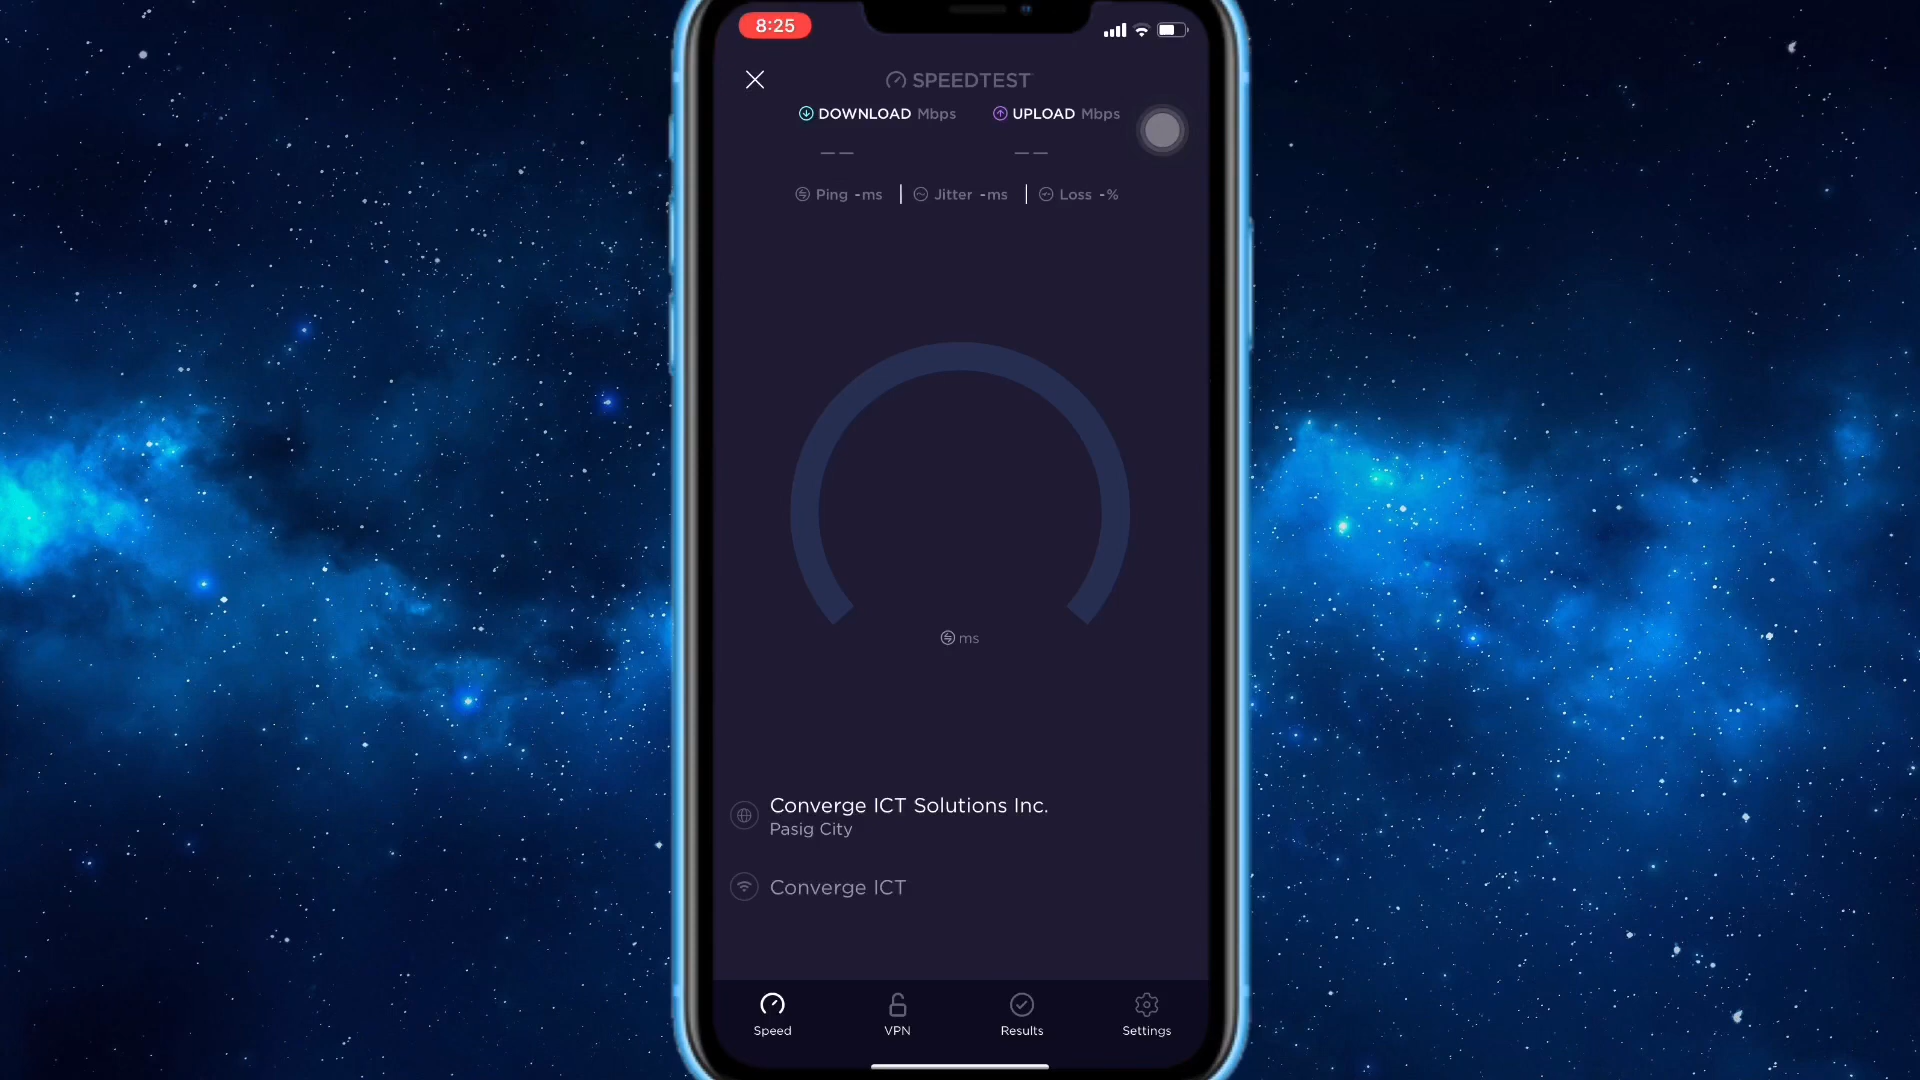 8:25
SPEEDTEST
DOWNLOAD Mbps UPLOAD Mbps
— — — —
Ping -ms | Jitter -ms | Loss -%
ms
Converge ICT Solutions Inc.
Pasig City
Converge ICT
Speed VPN Results Settings